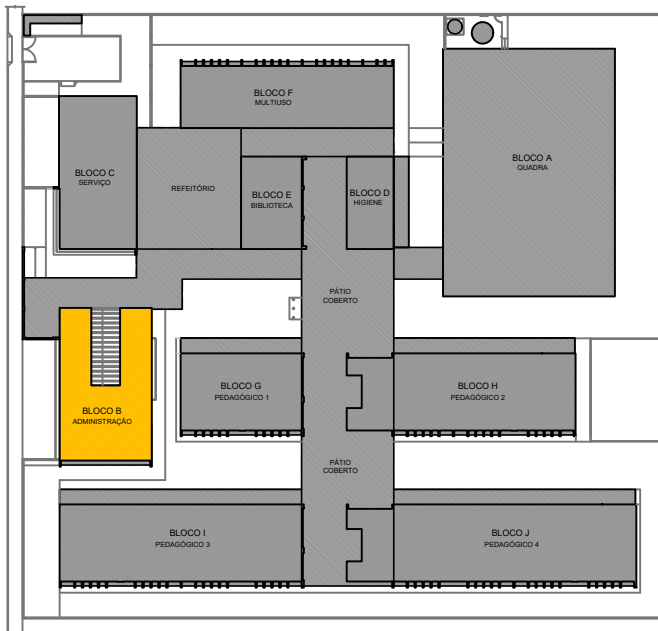 BLOCO F
MULTIUSO
BLOCO A
QUADRA
BLOCO C
SERVIÇO
REFEITÓRIO
BLOCO E
BIBLIOTECA
BLOCO D
HIGIENE
PÁTIO
COBERTO
BLOCO G
PEDAGÓGICO 1
BLOCO H
PEDAGÓGICO 2
BLOCO B
ADMINISTRAÇÃO
PÁTIO
COBERTO
BLOCO I
PEDAGÓGICO 3
BLOCO J
PEDAGÓGICO 4